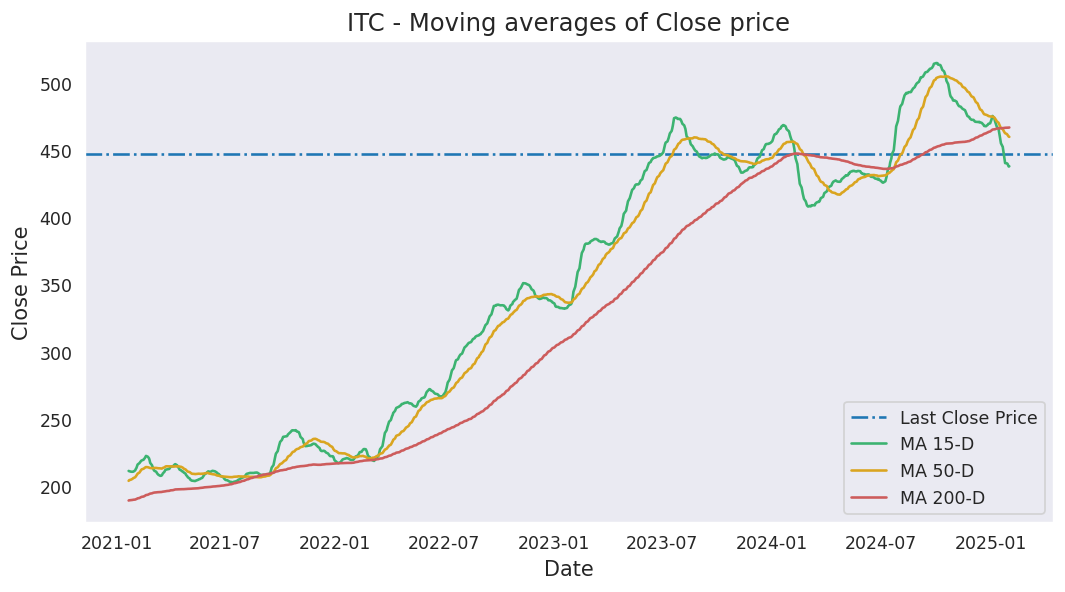 ITC - Moving averages of Close price
Close Price
500
450
400
350
300
250
200
Last Close Price
MA 15-D
MA 50-D
MA 200-D
2021-01 2021-07 2022-01 2022-07 2023-01 2023-07 2024-01 2024-07 2025-01
Date